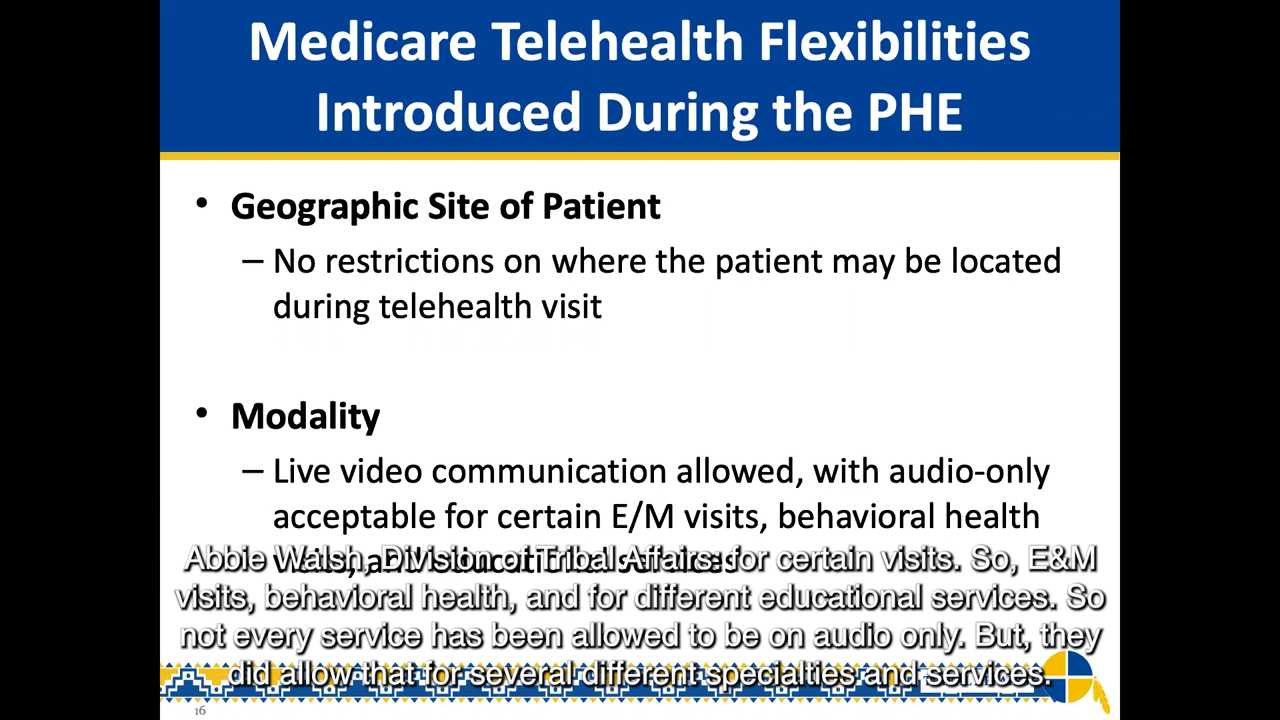 Medicare Telehealth Flexibilities
Introduced During the PHE
• Geographic Site of Patient
– No restrictions on where the patient may be located
during telehealth visit
• Modality
– Live video communication allowed, with audio-only
acceptable for certain E/M visits, behavioral health
visits, and educational services
Abbie Walsh, Division of Tribal Affairs: for certain visits. So, E&M
visits, behavioral health, and for different educational services. So
not every service has been allowed to be on audio only. But, they
did allow that for several different specialties and services.
16